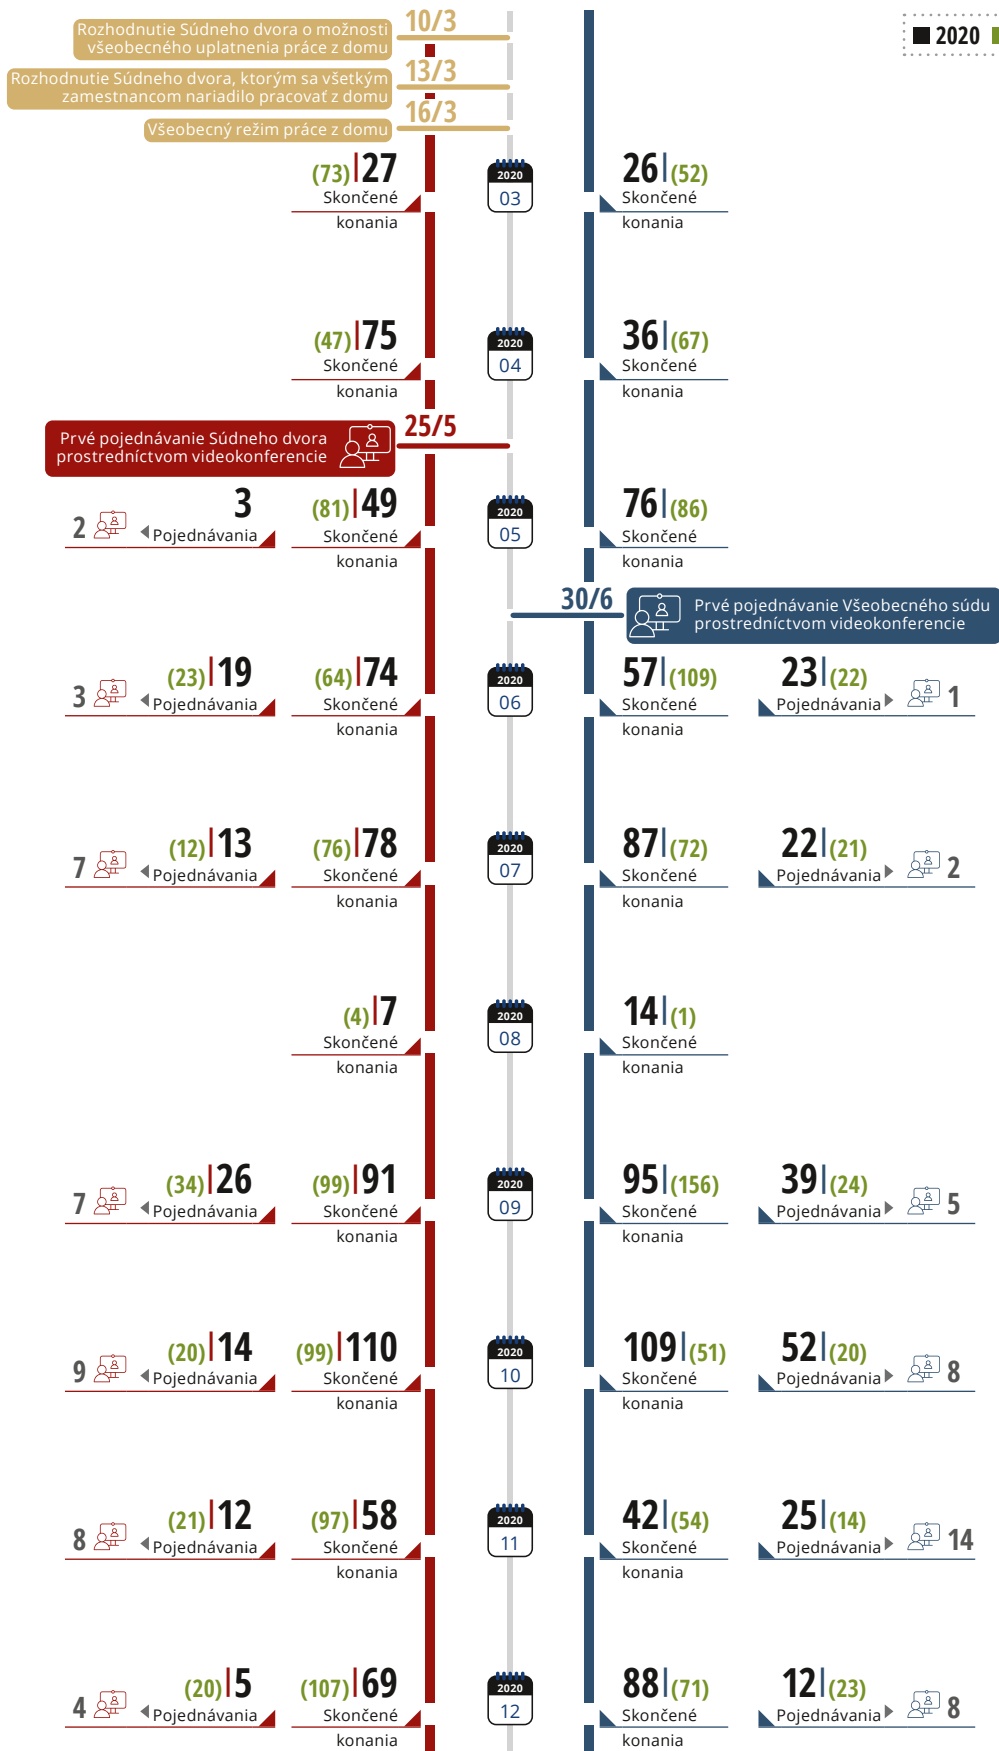 Rozhodnutie Súdneho dvora o možnosti
všeobecného uplatnenia práce z domu
10/3
2020
Rozhodnutie Súdneho dvora, ktorým sa všetkým
zamestnancom nariadilo pracovať z domu
13/3
Všeobecný režim práce z domu
16/3
(73) 27
Skončené
konania
2020
03
26 (52)
Skončené
konania
(47) 75
Skončené
konania
2020
04
36 (67)
Skončené
konania
Prvé pojednávanie Súdneho dvora
prostredníctvom videokonferencie
25/5
2
3
Pojednávania
(81) 49
Skončené
konania
2020
05
76 (86)
Skončené
konania
30/6
Prvé pojednávanie Všeobecného súdu
prostredníctvom videokonferencie
3
(23) 19
Pojednávania
(64) 74
Skončené
konania
2020
06
57 (109)
Skončené
konania
23 (22)
Pojednávania
1
7
(12) 13
Pojednávania
(76) 78
Skončené
konania
2020
07
87 (72)
Skončené
konania
22 (21)
Pojednávania
2
(4) 7
Skončené
konania
2020
08
14 (1)
Skončené
konania
7
(34) 26
Pojednávania
(99) 91
Skončené
konania
2020
09
95 (156)
Skončené
konania
39 (24)
Pojednávania
5
9
(20) 14
Pojednávania
(99) 110
Skončené
konania
2020
10
109 (51)
Skončené
konania
52 (20)
Pojednávania
8
8
(21) 12
Pojednávania
(97) 58
Skončené
konania
2020
11
42 (54)
Skončené
konania
25 (14)
Pojednávania
14
4
(20) 5
Pojednávania
(107) 69
Skončené
konania
2020
12
88 (71)
Skončené
konania
12 (23)
Pojednávania
8